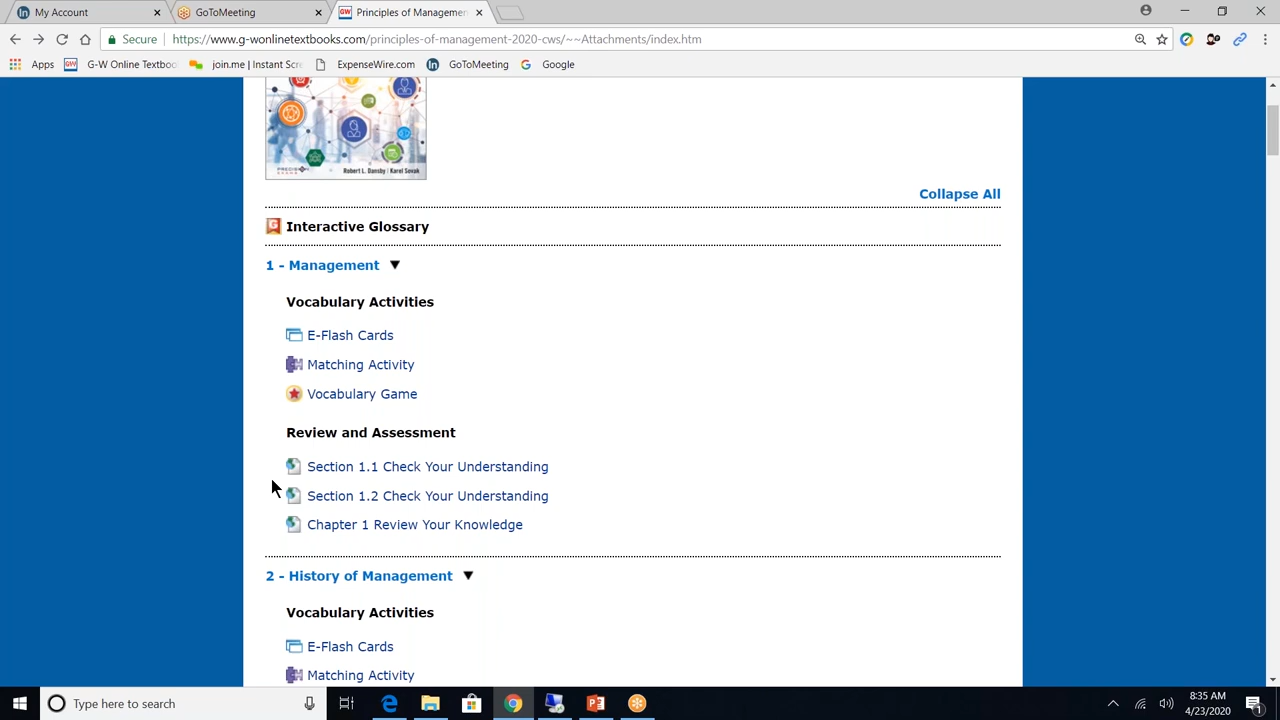 My Account
GoToMeeting
Principles of Managemen
Secure
https://www.g-wonlinetextbooks.com/principles-of-management-2020-cws/~~Attachments/index.htm
Apps
G-W Online Textboo
join.me | Instant Scr
ExpenseWire.com
GoToMeeting
Google
PRECISION EXAMS
Robert L. Dansby | Karel Sovak
Collapse All
Interactive Glossary
1 - Management
Vocabulary Activities
E-Flash Cards
Matching Activity
Vocabulary Game
Review and Assessment
Section 1.1 Check Your Understanding
Section 1.2 Check Your Understanding
Chapter 1 Review Your Knowledge
2 - History of Management
Vocabulary Activities
E-Flash Cards
Matching Activity
Type here to search
8:35 AM
4/23/2020